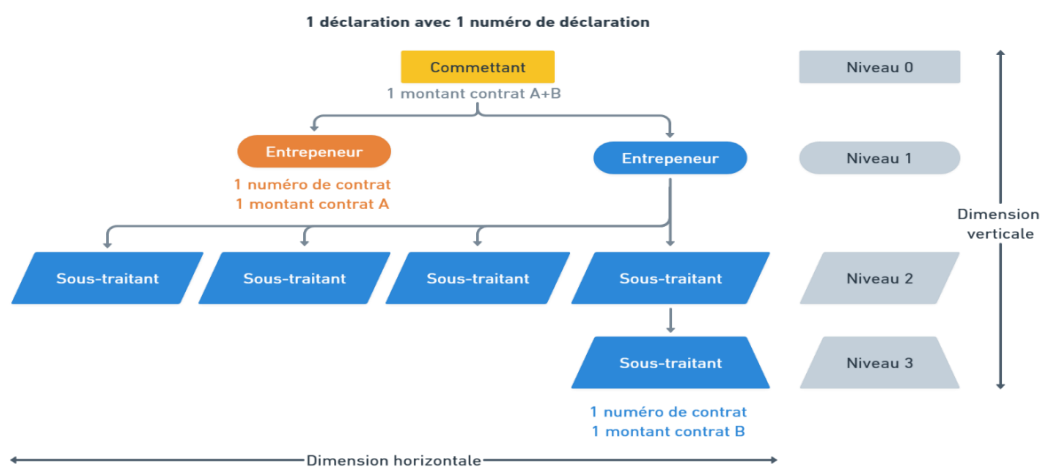 1 déclaration avec 1 numéro de déclaration
Commettant
Niveau 0
1 montant contrat A+B
Entrepeneur
Entrepeneur
Niveau 1
1 numéro de contrat
1 montant contrat A
Dimension
verticale
Sous-traitant
Sous-traitant
Sous-traitant
Sous-traitant
Niveau 2
Sous-traitant
Niveau 3
1 numéro de contrat
1 montant contrat B
Dimension horizontale